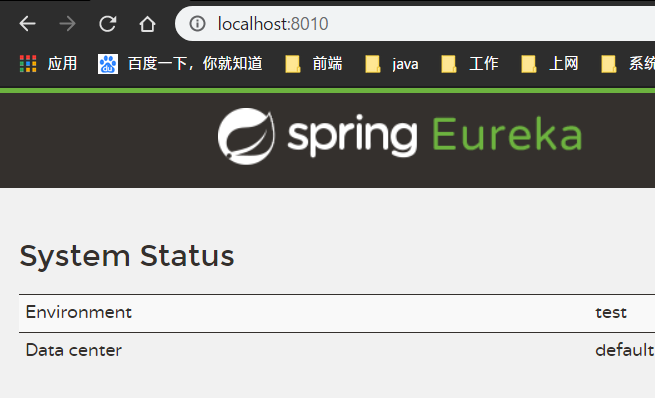 localhost:8010
应用 百度一下，你就知道 前端 java 工作 上网 系统
spring Eureka
System Status
Environment test
Data center default